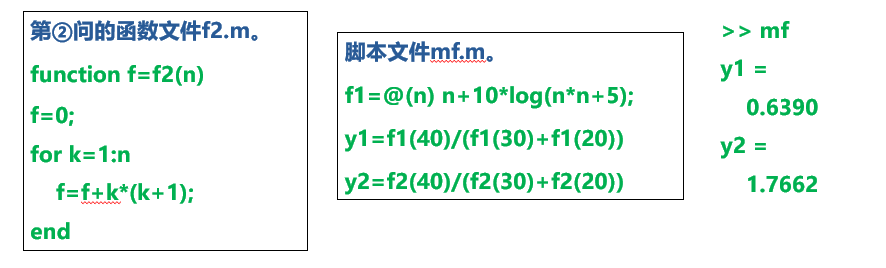 第②问的函数文件f2.m。
function f=f2(n)
f=0;
for k=1:n
f=f+k*(k+1);
end
脚本文件mf.m。
f1=@(n) n+10*log(n*n+5);
y1=f1(40)/(f1(30)+f1(20))
y2=f2(40)/(f2(30)+f2(20))
>> mf
y1 =
0.6390
y2 =
1.7662